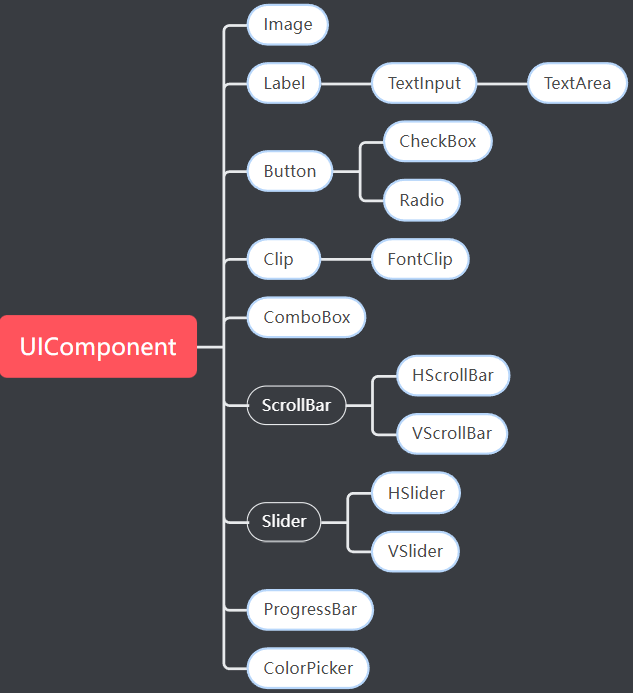 Image
Label
TextInput
TextArea
Button
CheckBox
Radio
Clip
FontClip
UIComponent
ComboBox
ScrollBar
HScrollBar
VScrollBar
Slider
HSlider
VSlider
ProgressBar
ColorPicker